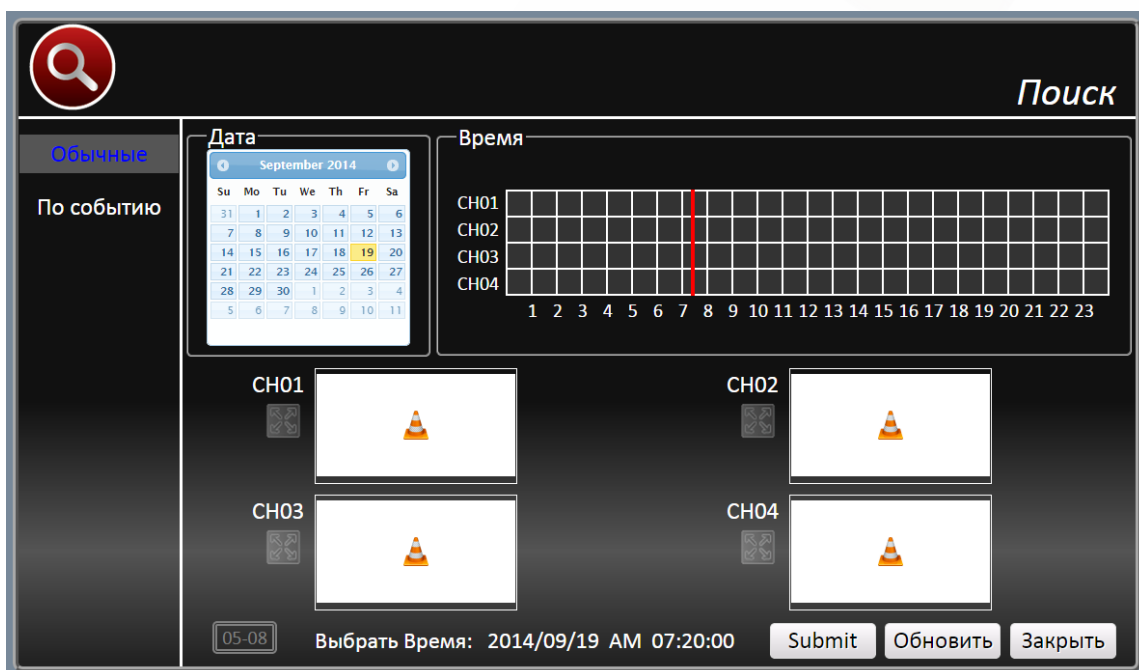 Поиск
Обычные
По событию
Дата
September 2014
Su Mo Tu We Th Fr Sa
31 1 2 3 4 5 6
7 8 9 10 11 12 13
14 15 16 17 18 19 20
21 22 23 24 25 26 27
28 29 30 1 2 3 4
5 6 7 8 9 10 11
Время
CH01
CH02
CH03
CH04
1 2 3 4 5 6 7 8 9 10 11 12 13 14 15 16 17 18 19 20 21 22 23
CH01
CH02
CH03
CH04
05-08
Выбрать Время: 2014/09/19 AM 07:20:00
Submit
Обновить
Закрыть